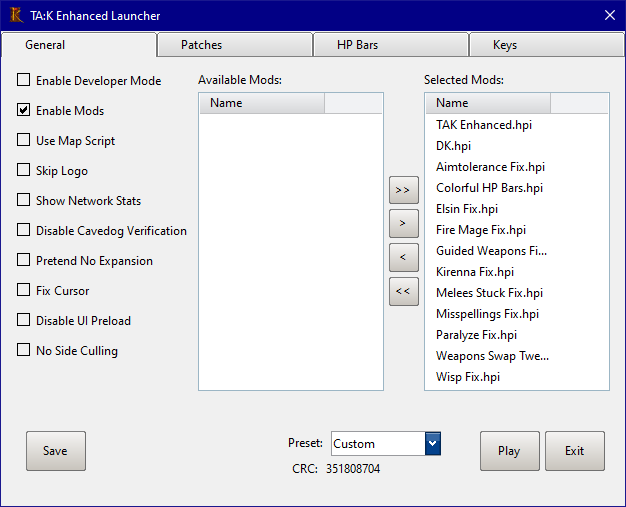 TA:K Enhanced Launcher
General
Patches
HP Bars
Keys
Enable Developer Mode
Enable Mods
Use Map Script
Skip Logo
Show Network Stats
Disable Cavedog Verification
Pretend No Expansion
Fix Cursor
Disable UI Preload
No Side Culling
Available Mods:
Name
>>
>
<
<<
Selected Mods:
Name
TAK Enhanced.hpi
DK.hpi
Aimtolerance Fix.hpi
Colorful HP Bars.hpi
Elsin Fix.hpi
Fire Mage Fix.hpi
Guided Weapons Fi...
Kirenna Fix.hpi
Melees Stuck Fix.hpi
Misspellings Fix.hpi
Paralyze Fix.hpi
Weapons Swap Twe...
Wisp Fix.hpi
Save
Preset: Custom
CRC: 351808704
Play
Exit